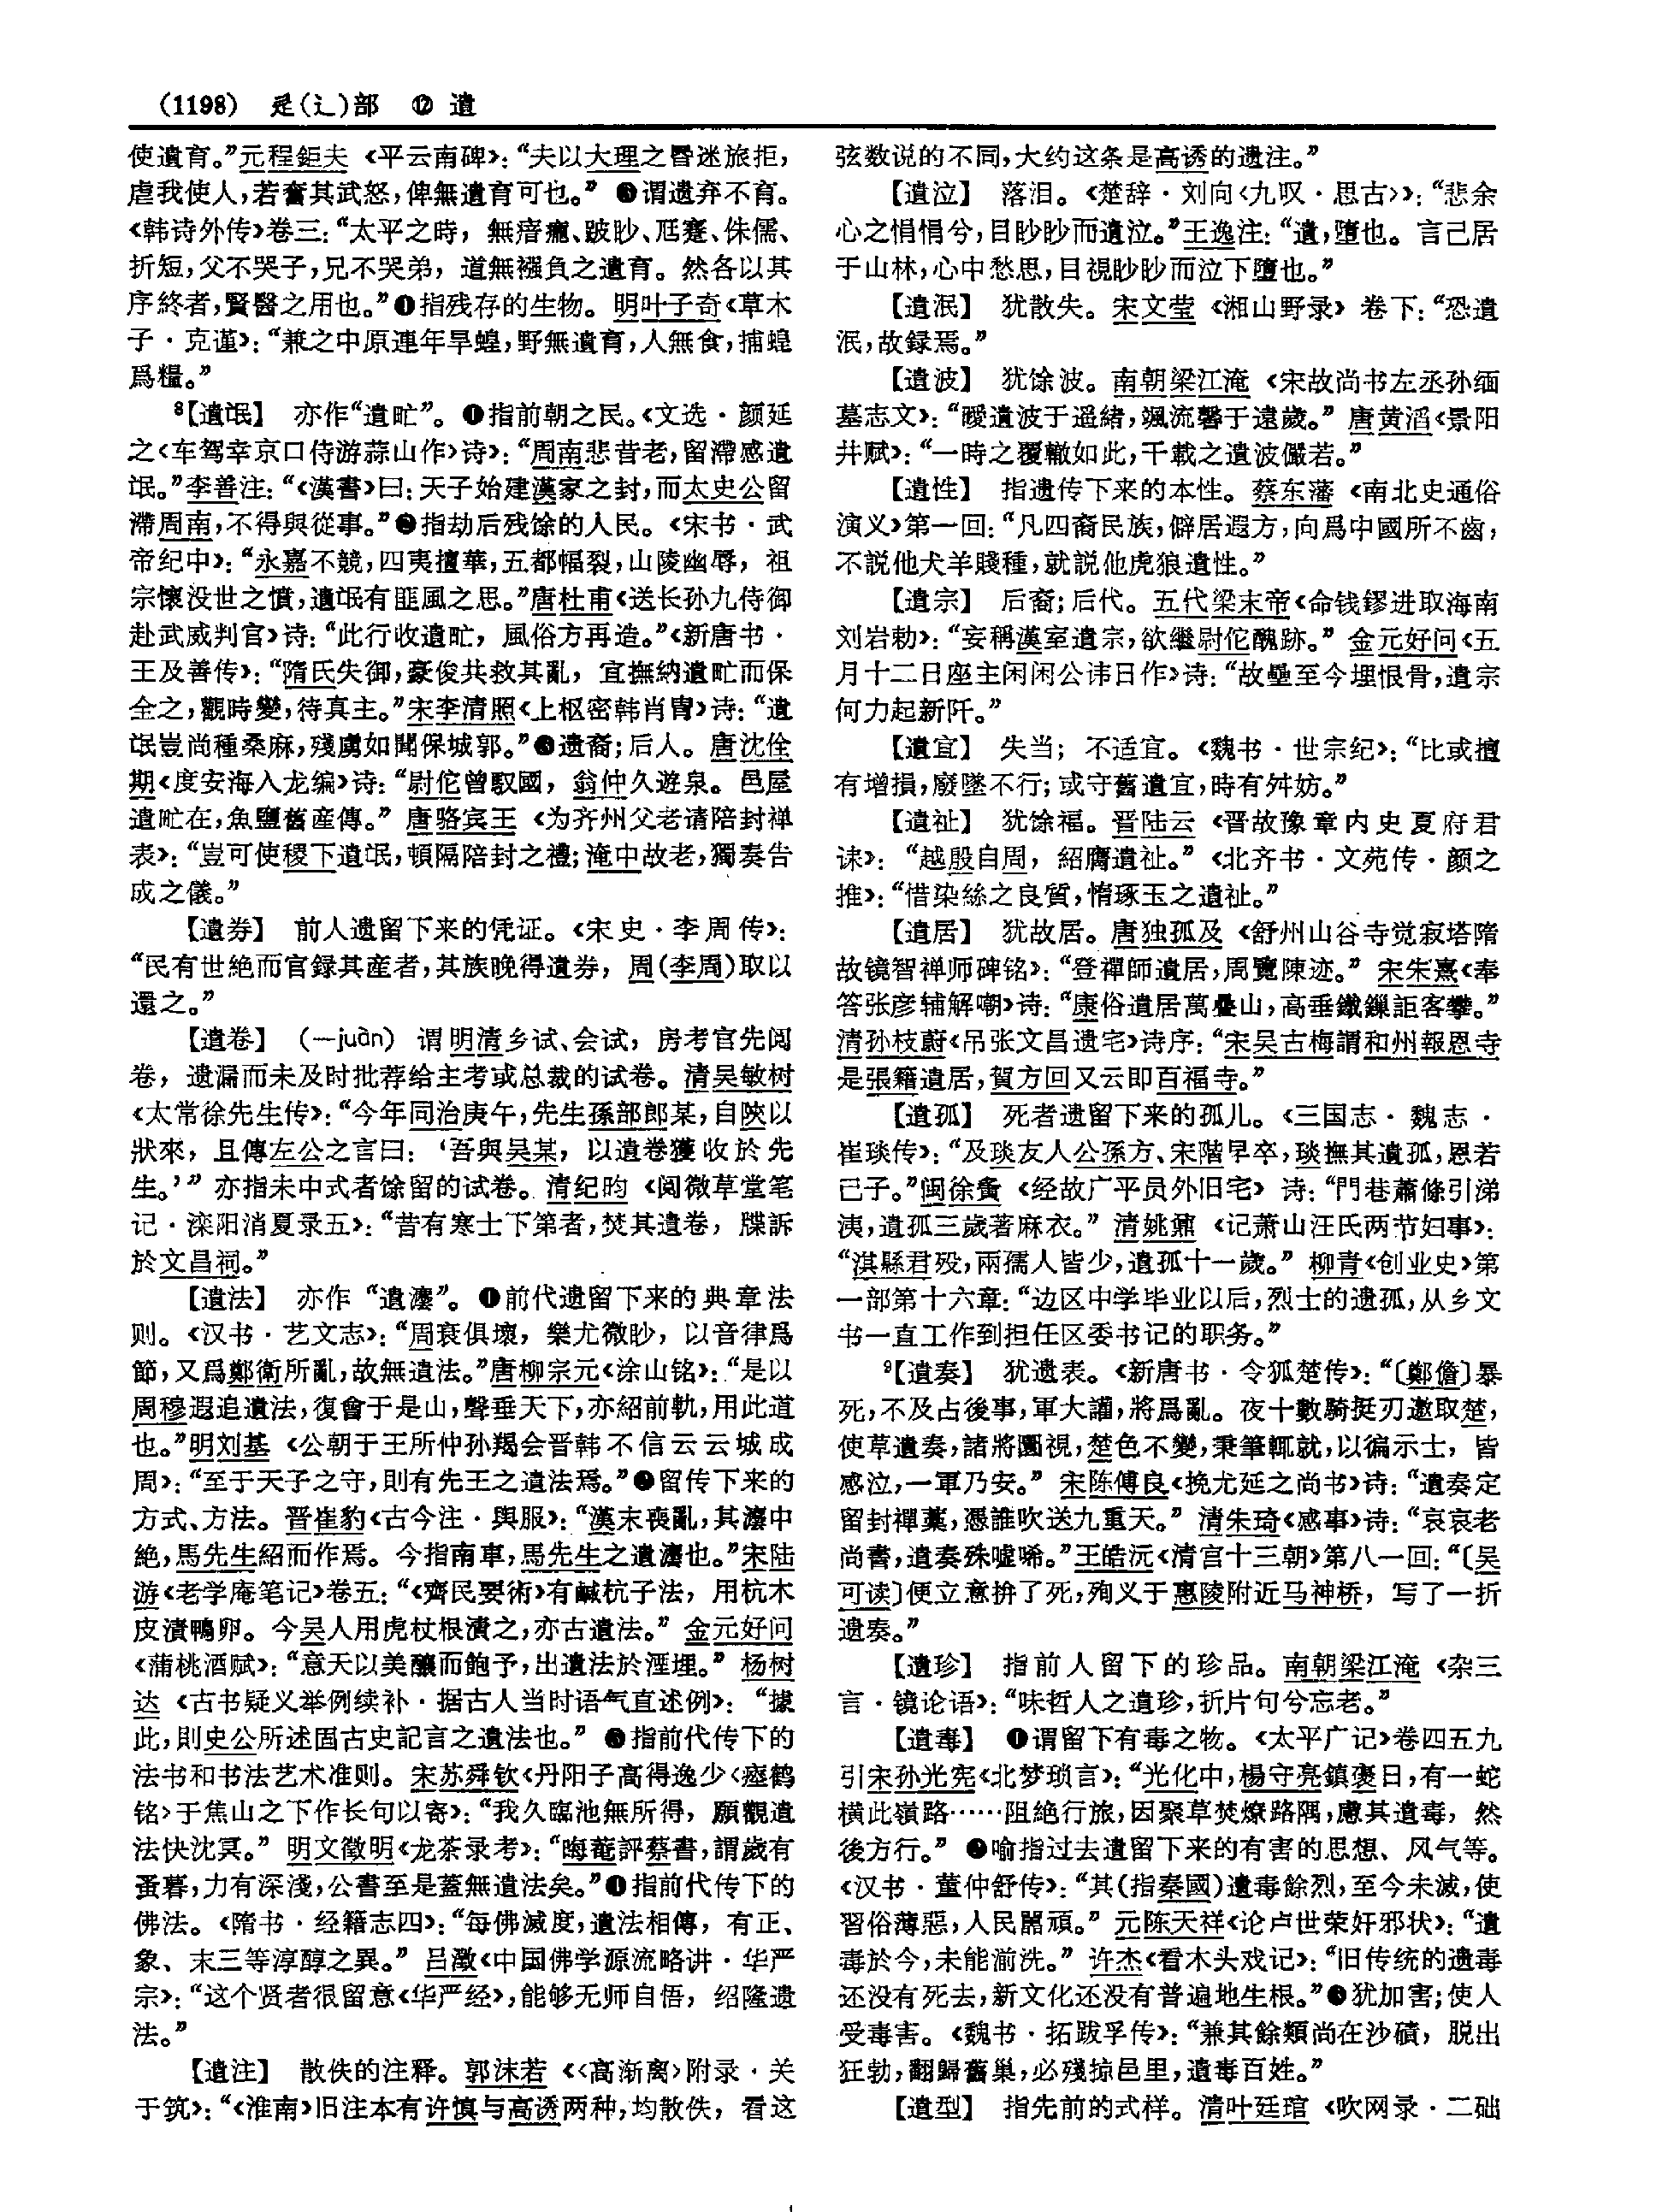 (1198) 辵(辶)部 ⑫ 遺
使遺育。”元程鉅夫《平云南碑》：“夫以大理之昏迷旅拒，
虐我使人，若奮其武怒，俾無遺育可也。” ❸谓遗弃不育。
《韩诗外传》卷三：“太平之時，無瘖𤺄、跛眇、尩蹇、侏儒、
折短，父不哭子，兄不哭弟，道無襁負之遺育。然各以其
序終者，賢醫之用也。”❹指残存的生物。明叶子奇《草木
子·克谨》：“兼之中原連年旱蝗，野無遺育，人無食，捕蝗
爲糧。”
⁸【遺氓】 亦作“遺甿”。❶指前朝之民。《文选·颜延
之〈车驾幸京口侍游蒜山作〉诗》：“周南悲昔老，留滯感遺
氓。”李善注：“《漢書》曰：天子始建漢家之封，而太史公留
滯周南，不得與從事。”❷指劫后残馀的人民。《宋书·武
帝纪中》：“永嘉不競，四夷擅華，五都幅裂，山陵幽辱，祖
宗懷没世之憤，遺氓有匪風之思。”唐杜甫《送长孙九侍御
赴武威判官》诗：“此行收遺甿，風俗方再造。”《新唐书·
王及善传》：“隋氏失御，豪俊共救其亂，宜撫納遺甿而保
全之，觀時變，待真主。”宋李清照《上枢密韩肖胄》诗：“遺
氓豈尚種桑麻，殘虜如聞保城郭。”❸遗裔；后人。唐沈佺
期《度安海入龙编》诗：“尉佗曾馭國，翁仲久遊泉。邑屋
遺甿在，魚鹽舊産傳。” 唐骆宾王《为齐州父老请陪封禅
表》：“豈可使稷下遺氓，頓隔陪封之禮；淹中故老，獨奏告
成之儀。”
【遺券】 前人遗留下来的凭证。《宋史·李周传》：
“民有世絶而官録其産者，其族晚得遺券，周(李周)取以
還之。”
【遺卷】 (—juàn) 谓明清乡试、会试，房考官先阅
卷，遗漏而未及时批荐给主考或总裁的试卷。清吴敏树
《太常徐先生传》：“今年同治庚午，先生孫部郎某，自陝以
狀來，且傳左公之言曰：‘吾與吴某，以遺卷獲收於先
生。’” 亦指未中式者馀留的试卷。清纪昀《阅微草堂笔
记·滦阳消夏录五》：“昔有寒士下第者，焚其遺卷，牒訴
於文昌祠。”
【遺法】 亦作“遺灋”。❶前代遗留下来的典章法
则。《汉书·艺文志》：“周衰俱壞，樂尤微眇，以音律爲
節，又爲鄭衛所亂，故無遺法。”唐柳宗元《涂山铭》：“是以
周穆遐追遺法，復會于是山，聲垂天下，亦紹前軌，用此道
也。”明刘基《公朝于王所仲孙羯会晋韩不信云云城成
周》：“至于天子之守，則有先王之遺法焉。”❷留传下来的
方式、方法。晋崔豹《古今注·舆服》：“漢末喪亂，其灋中
絶，馬先生紹而作焉。今指南車，馬先生之遺灋也。”宋陆
游《老学庵笔记》卷五：“《齊民要術》有鹹杬子法，用杬木
皮漬鴨卵。今吴人用虎杖根漬之，亦古遺法。” 金元好问
《蒲桃酒赋》：“意天以美釀而飽予，出遺法於湮埋。” 杨树
达《古书疑义举例续补·据古人当时语气直述例》：“據
此，則史公所述固古史記言之遺法也。” ❸指前代传下的
法书和书法艺术准则。宋苏舜钦《丹阳子高得逸少〈瘗鹤
铭〉于焦山之下作长句以寄》：“我久臨池無所得，願觀遺
法快沈冥。” 明文徵明《龙茶录考》：“晦菴評蔡書，謂歲有
蚤暮，力有深淺，公書至是蓋無遺法矣。”❹指前代传下的
佛法。《隋书·经籍志四》：“每佛滅度，遺法相傳，有正、
象、末三等淳醇之異。” 吕澂《中国佛学源流略讲·华严
宗》：“这个贤者很留意《华严经》，能够无师自悟，绍隆遗
法。”
【遺注】 散佚的注释。郭沫若《〈高渐离〉附录·关
于筑》：“《淮南》旧注本有许慎与高诱两种，均散佚，看这
弦数说的不同，大约这条是高诱的遗注。”
【遺泣】 落泪。《楚辞·刘向〈九叹·思古〉》：“悲余
心之悁悁兮，目眇眇而遺泣。”王逸注：“遺，墮也。言己居
于山林，心中愁思，目視眇眇而泣下墮也。”
【遺泯】 犹散失。宋文莹《湘山野录》卷下：“恐遺
泯，故録焉。”
【遺波】 犹馀波。南朝梁江淹《宋故尚书左丞孙缅
墓志文》：“曖遺波于遥緒，颯流馨于遠歲。” 唐黄滔《景阳
井赋》：“一時之覆轍如此，千載之遺波儼若。”
【遺性】 指遗传下来的本性。蔡东藩《南北史通俗
演义》第一回：“凡四裔民族，僻居遐方，向爲中國所不齒，
不説他犬羊賤種，就説他虎狼遺性。”
【遺宗】 后裔；后代。五代梁末帝《命钱鏐进取海南
刘岩勅》：“妄稱漢室遺宗，欲繼尉佗醜跡。” 金元好问《五
月十二日座主闲闲公讳日作》诗：“故壘至今埋恨骨，遺宗
何力起新阡。”
【遺宜】 失当；不适宜。《魏书·世宗纪》：“比或擅
有增損，廢墜不行；或守舊遺宜，時有舛妨。”
【遺祉】 犹馀福。晋陆云《晋故豫章内史夏府君
诔》：“越殷自周，紹膺遺祉。”《北齐书·文苑传·颜之
推》：“借染絲之良質，惰琢玉之遺祉。”
【遺居】 犹故居。唐独孤及《舒州山谷寺觉寂塔隋
故镜智禅师碑铭》：“登禪師遺居，周覽陳迹。” 宋朱熹《奉
答张彦辅解嘲》诗：“康俗遺居萬疊山，高垂鐵鏁詎客攀。”
清孙枝蔚《吊张文昌遗宅》诗序：“宋吴古梅謂和州報恩寺
是張籍遺居，賀方回又云即百福寺。”
【遺孤】 死者遗留下来的孤儿。《三国志·魏志·
崔琰传》：“及琰友人公孫方、宋階早卒，琰撫其遺孤，恩若
己子。”闽徐夤《经故广平员外旧宅》诗：“門巷蕭條引涕
洟，遺孤三歲著麻衣。” 清姚鼐《记萧山汪氏两节妇事》：
“淇縣君殁，兩孺人皆少，遺孤十一歲。” 柳青《创业史》第
一部第十六章：“边区中学毕业以后，烈士的遗孤，从乡文
书一直工作到担任区委书记的职务。”
⁹【遺奏】 犹遗表。《新唐书·令狐楚传》：“〔鄭儋〕暴
死，不及占後事，軍大讙，將爲亂。夜十數騎挺刃邀取楚，
使草遺奏，諸將圜視，楚色不變，秉筆輒就，以徧示士，皆
感泣，一軍乃安。” 宋陈傅良《挽尤延之尚书》诗：“遺奏定
留封禪藁，憑誰吹送九重天。” 清朱琦《感事》诗：“哀哀老
尚書，遺奏殊嘘唏。”王皓沅《清宫十三朝》第八一回：“〔吴
可读〕便立意拚了死，殉义于惠陵附近马神桥，写了一折
遗奏。”
【遺珍】 指前人留下的珍品。南朝梁江淹《杂三
言·镜论语》：“味哲人之遺珍，折片句兮忘老。”
【遺毒】 ❶谓留下有毒之物。《太平广记》卷四五九
引宋孙光宪《北梦琐言》：“光化中，楊守亮鎮褒日，有一蛇
横此嶺路……阻絶行旅，因聚草焚燎路隅，慮其遺毒，然
後方行。” ❷喻指过去遗留下来的有害的思想、风气等。
《汉书·董仲舒传》：“其(指秦國)遺毒餘烈，至今未滅，使
習俗薄惡，人民嚚頑。” 元陈天祥《论卢世荣奸邪状》：“遺
毒於今，未能湔洗。” 许杰《看木头戏记》：“旧传统的遗毒
还没有死去，新文化还没有普遍地生根。”❸犹加害；使人
受毒害。《魏书·拓跋孚传》：“兼其餘類尚在沙磧，脱出
狂勃，翻歸舊巢，必殘掠邑里，遺毒百姓。”
【遺型】 指先前的式样。清叶廷琯《吹网录·二础